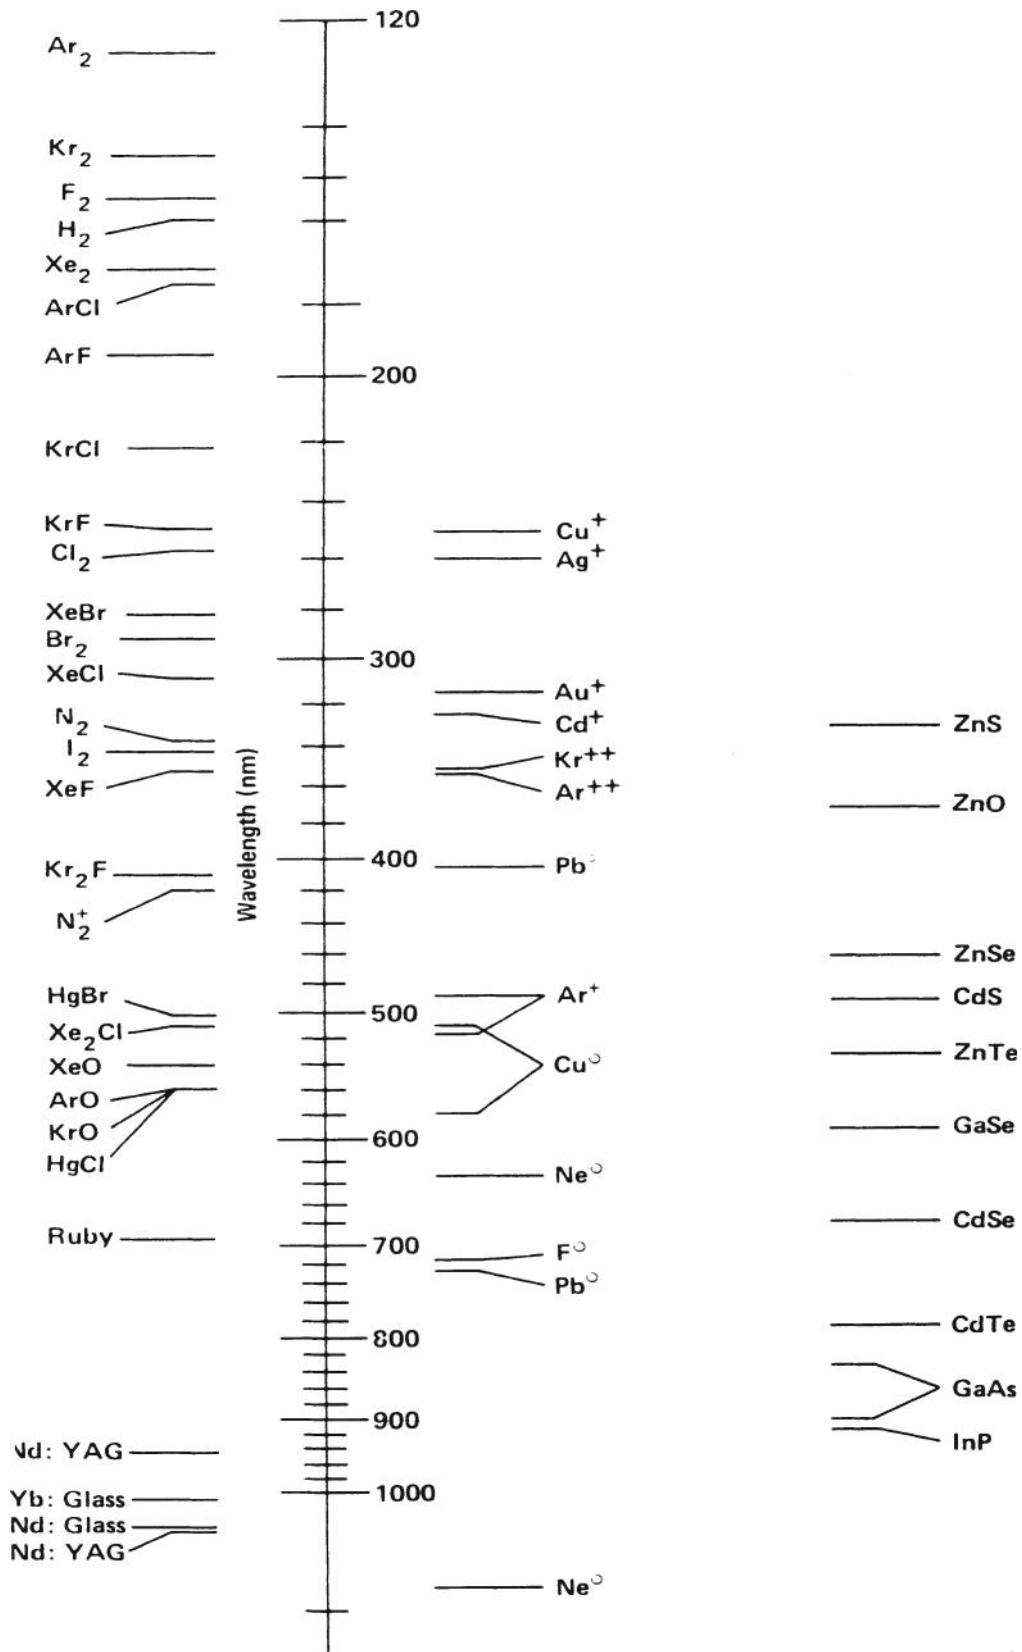 120
Ar₂
Kr₂
F₂
H₂
Xe₂
ArCl
ArF
200
KrCl
KrF
Cu⁺
Cl₂
Ag⁺
XeBr
Br₂
300
XeCl
Au⁺
N₂
Cd⁺
ZnS
I₂
Kr⁺⁺
XeF
Ar⁺⁺
ZnO
Wavelength (nm)
400
Kr₂F
Pb°
N₂⁺
ZnSe
HgBr
Ar⁺
CdS
500
Xe₂Cl
XeO
Cu°
ZnTe
ArO
KrO
GaSe
600
HgCl
Ne°
Ruby
CdSe
700
F°
Pb°
800
CdTe
GaAs
900
Nd: YAG
InP
Yb: Glass
1000
Nd: Glass
Nd: YAG
Ne°